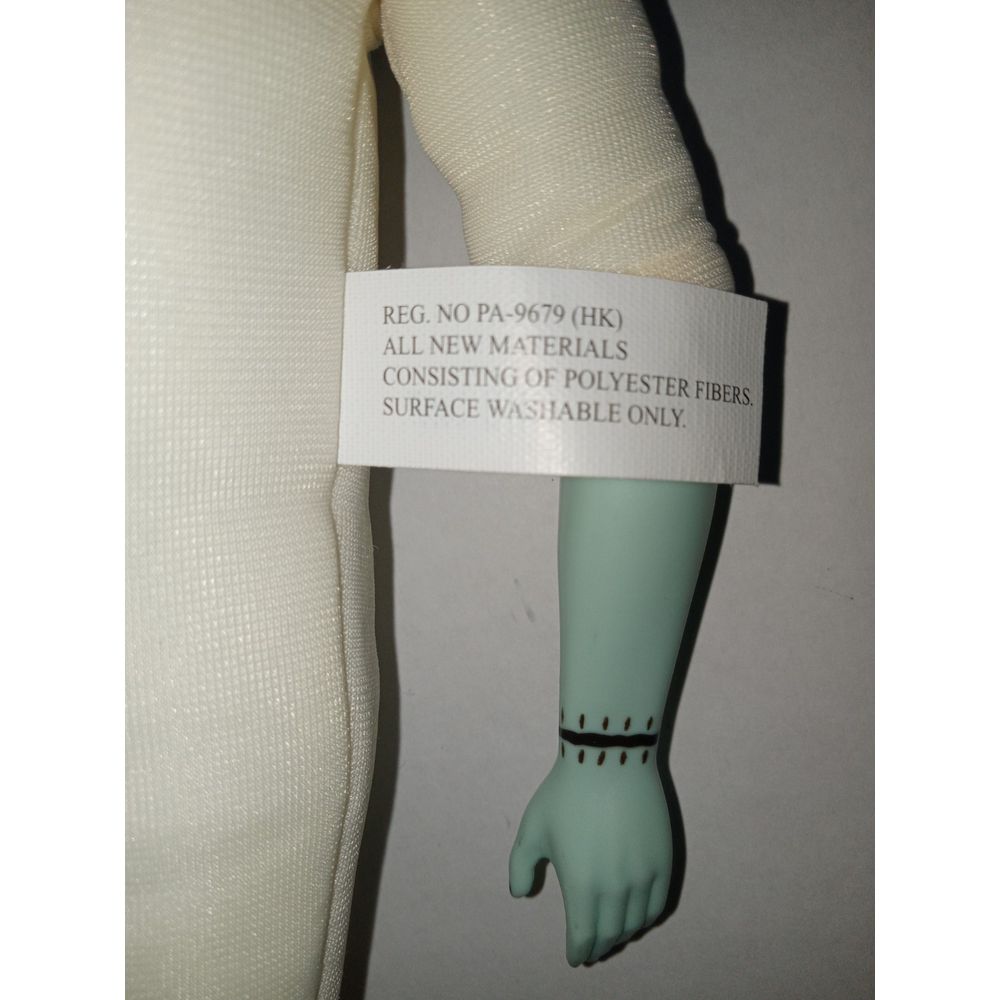 REG. NO PA-9679 (HK)
ALL NEW MATERIALS
CONSISTING OF POLYESTER FIBERS.
SURFACE WASHABLE ONLY.